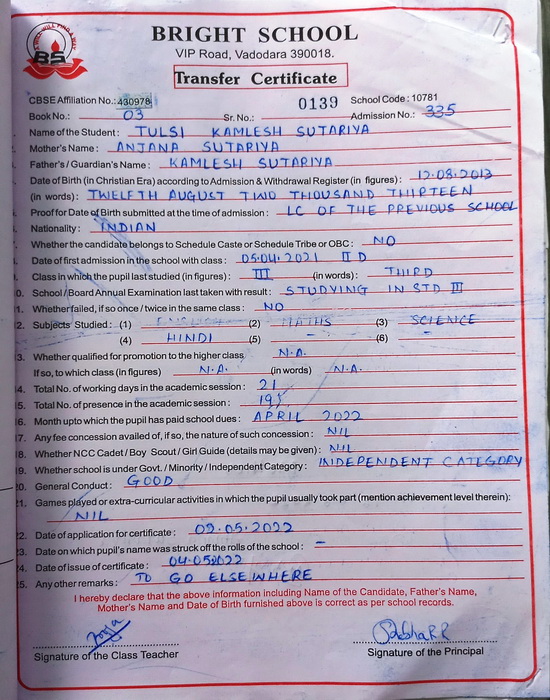 BRIGHT SCHOOL
VIP Road, Vadodara 390018.
Transfer Certificate
CBSE Affiliation No.: 430978 0139 School Code : 10781
Book No.: 03 Sr. No.: Admission No.: 335
Name of the Student : TULSI KAMLESH SUTARIYA
Mother's Name : ANJANA SUTARIYA
Father's / Guardian's Name : KAMLESH SUTARIYA
Date of Birth (in Christian Era) according to Admission & Withdrawal Register (in figures) : 12.08.2013
(in words) : TWELFTH AUGUST TWO THOUSAND THIRTEEN
Proof for Date of Birth submitted at the time of admission : LC OF THE PREVIOUS SCHOOL
Nationality : INDIAN
Whether the candidate belongs to Schedule Caste or Schedule Tribe or OBC : NO
Date of first admission in the school with class : 05.04.2021 II D
Class in which the pupil last studied (in figures) : III (in words) : THIRD
0. School / Board Annual Examination last taken with result : STUDYING IN STD III
1. Whether failed, if so once / twice in the same class : NO
2. Subjects Studied : (1) ENGLISH (2) MATHS (3) SCIENCE
(4) HINDI (5) – (6) –
3. Whether qualified for promotion to the higher class N.A.
If so, to which class (in figures) N.A. (in words) N.A.
4. Total No. of working days in the academic session : 21
5. Total No. of presence in the academic session :
16. Month upto which the pupil has paid school dues : APRIL 2022
17. Any fee concession availed of, if so, the nature of such concession : NIL
18. Whether NCC Cadet / Boy Scout / Girl Guide (details may be given) : NIL
19. Whether school is under Govt. / Minority / Independent Category : INDEPENDENT CATEGORY
20. General Conduct : GOOD
21. Games played or extra-curricular activities in which the pupil usually took part (mention achievement level therein) :
NIL
22. Date of application for certificate : 02.05.2022
23. Date on which pupil's name was struck off the rolls of the school : –
24. Date of issue of certificate : 04.052022
25. Any other remarks : TO GO ELSEWHERE
I hereby declare that the above information including Name of the Candidate, Father's Name,
Mother's Name and Date of Birth furnished above is correct as per school records.
Signature of the Class Teacher Signature of the Principal